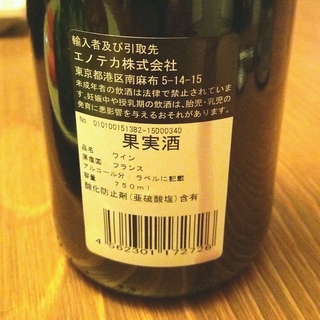 輸入者及び引取先
エノテカ株式会社
東京都港区南麻布 5-14-15
未成年者の飲酒は法律で禁止されていま
す。妊娠中や授乳期の飲酒は、胎児・乳児の
発育に悪影響を与えるおそれがあります。
No. 0101001513B2-15D00340
果実酒
品名 ワイン
原産国 フランス
アルコール分 ラベルに記載
容量 750ml
酸化防止剤(亜硫酸塩)含有
4562301172726